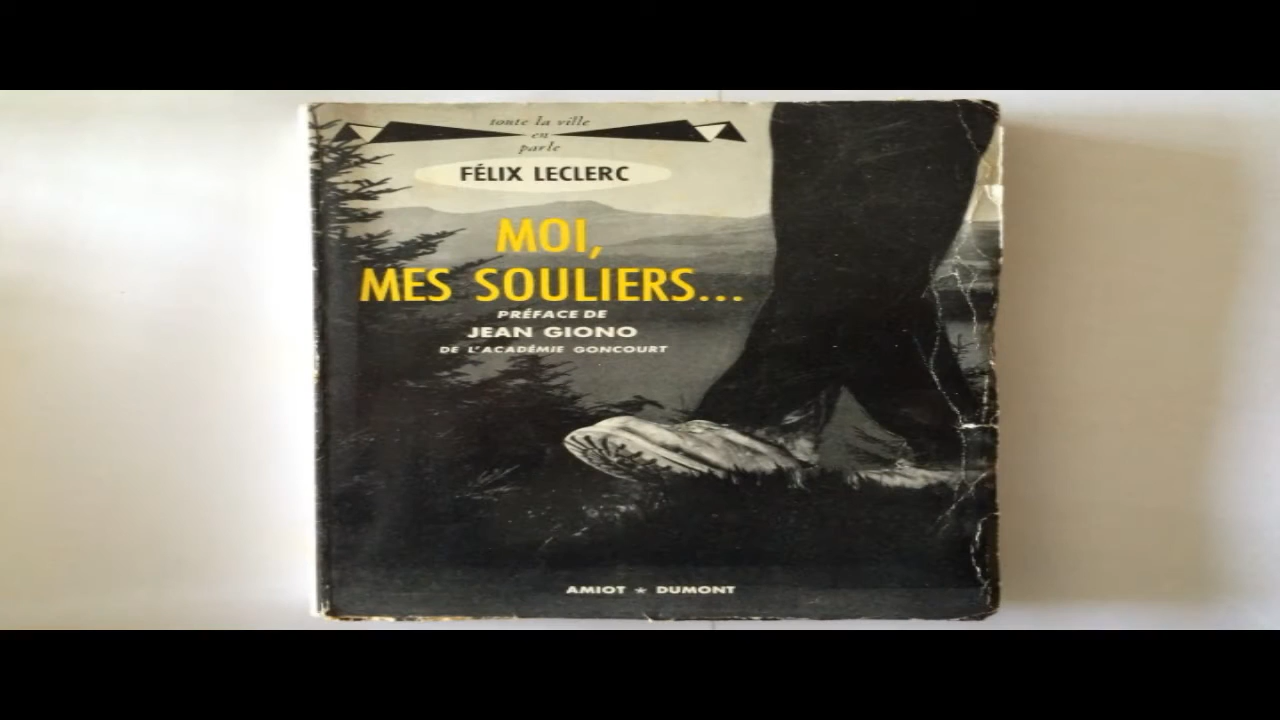 toute la ville
en
parle
FÉLIX LECLERC
MOI,
MES SOULIERS...
PRÉFACE DE
JEAN GIONO
DE L'ACADÉMIE GONCOURT
AMIOT ★ DUMONT